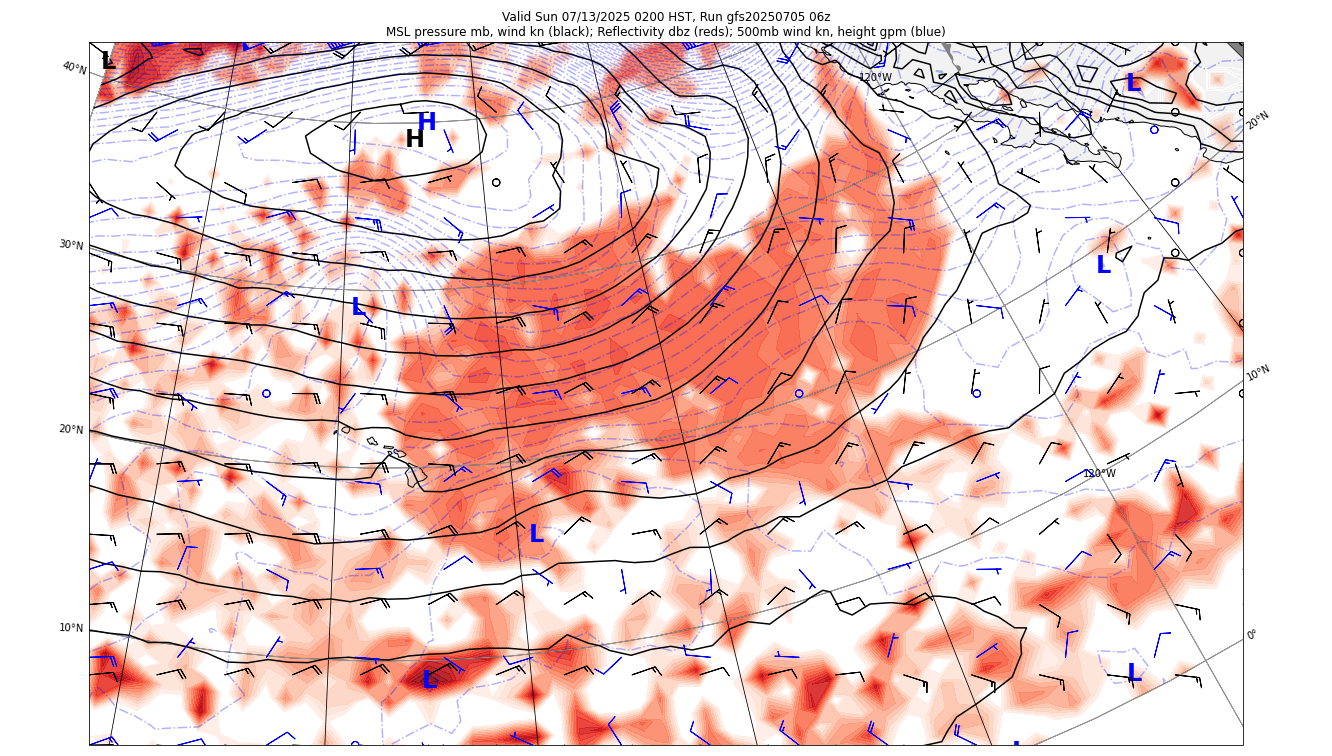 Valid Sun 07/13/2025 0200 HST, Run gfs20250705 06z
MSL pressure mb, wind kn (black); Reflectivity dbz (reds); 500mb wind kn, height gpm (blue)
L
40°N
120°W
L
20°N
H
H
30°N
L
L
10°N
20°N
120°W
L
10°N
0°
L
L